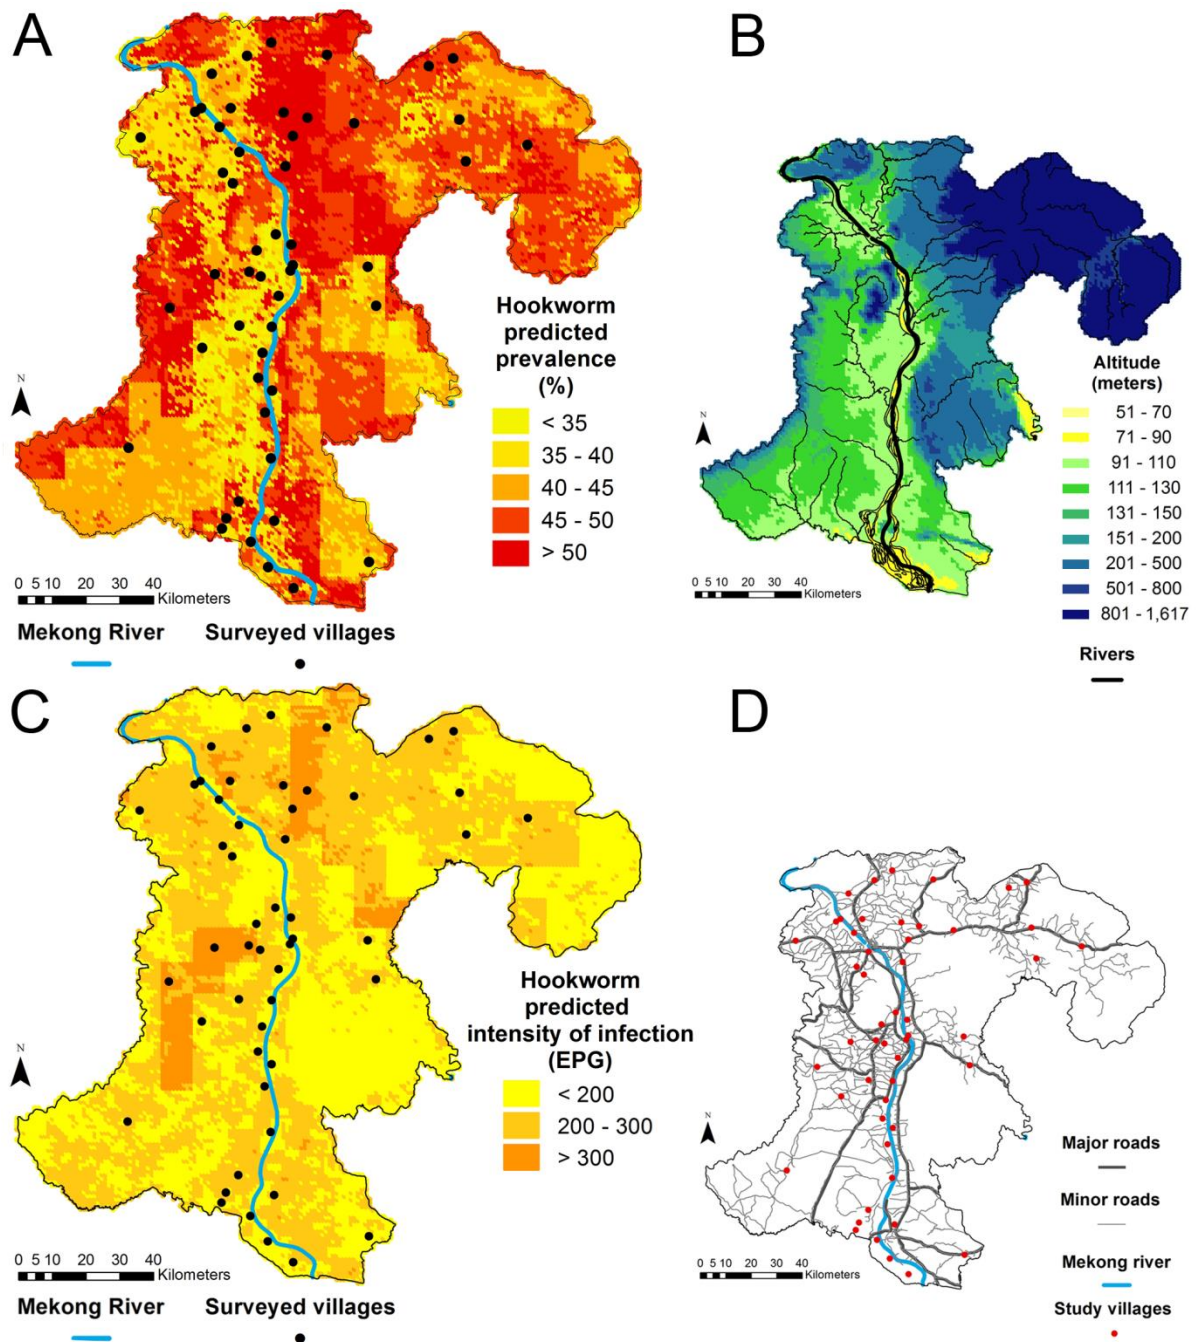 A
N
0 5 10 20 30 40
Kilometers
Mekong River Surveyed villages
Hookworm
predicted
prevalence
(%)
< 35
35 - 40
40 - 45
45 - 50
> 50
B
N
0 5 10 20 30 40
Kilometers
Altitude
(meters)
51 - 70
71 - 90
91 - 110
111 - 130
131 - 150
151 - 200
201 - 500
501 - 800
801 - 1,617
Rivers
C
N
0 5 10 20 30 40
Kilometers
Mekong River Surveyed villages
Hookworm
predicted
intensity of infection
(EPG)
< 200
200 - 300
> 300
D
N
0 5 10 20 30 40
Kilometers
Major roads
Minor roads
Mekong river
Study villages